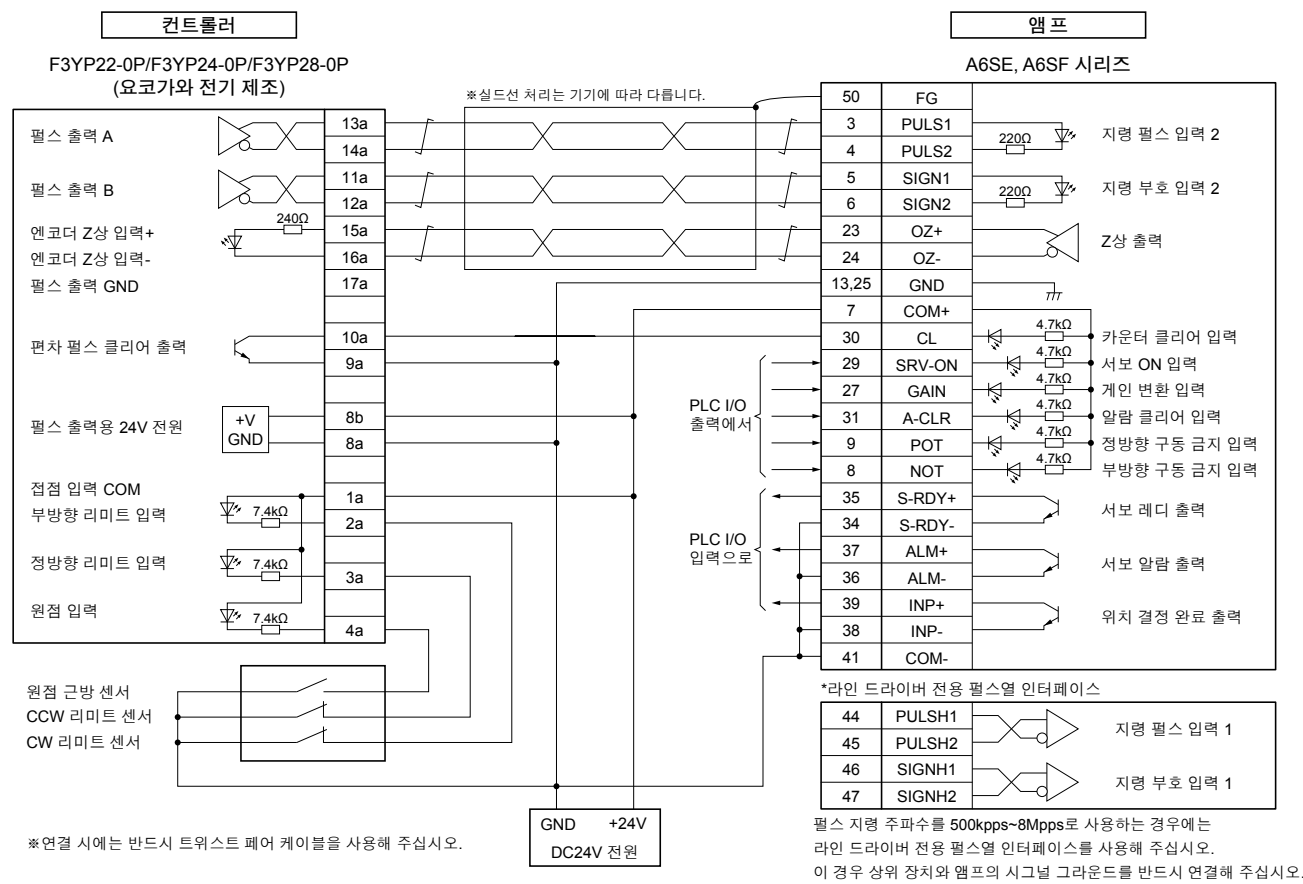 컨트롤러
F3YP22-0P/F3YP24-0P/F3YP28-0P
(요코가와 전기 제조)
펄스 출력 A
펄스 출력 B
엔코더 Z상 입력+
엔코더 Z상 입력-
펄스 출력 GND
편차 펄스 클리어 출력
펄스 출력용 24V 전원
접점 입력 COM
부방향 리미트 입력
정방향 리미트 입력
원점 입력
240Ω
+V
GND
7.4kΩ
7.4kΩ
7.4kΩ
13a
14a
11a
12a
15a
16a
17a
10a
9a
8b
8a
1a
2a
3a
4a
원점 근방 센서
CCW 리미트 센서
CW 리미트 센서
※연결 시에는 반드시 트위스트 페어 케이블을 사용해 주십시오.
※실드선 처리는 기기에 따라 다릅니다.
PLC I/O
출력에서
PLC I/O
입력으로
GND +24V
DC24V 전원
앰프
A6SE, A6SF 시리즈
50 FG
3 PULS1
4 PULS2
5 SIGN1
6 SIGN2
23 OZ+
24 OZ-
13,25 GND
7 COM+
30 CL
29 SRV-ON
27 GAIN
31 A-CLR
9 POT
8 NOT
35 S-RDY+
34 S-RDY-
37 ALM+
36 ALM-
39 INP+
38 INP-
41 COM-
220Ω
지령 펄스 입력 2
220Ω
지령 부호 입력 2
Z상 출력
4.7kΩ
카운터 클리어 입력
4.7kΩ
서보 ON 입력
4.7kΩ
게인 변환 입력
4.7kΩ
알람 클리어 입력
4.7kΩ
정방향 구동 금지 입력
4.7kΩ
부방향 구동 금지 입력
서보 레디 출력
서보 알람 출력
위치 결정 완료 출력
*라인 드라이버 전용 펄스열 인터페이스
44 PULSH1
45 PULSH2
46 SIGNH1
47 SIGNH2
지령 펄스 입력 1
지령 부호 입력 1
펄스 지령 주파수를 500kpps~8Mpps로 사용하는 경우에는
라인 드라이버 전용 펄스열 인터페이스를 사용해 주십시오.
이 경우 상위 장치와 앰프의 시그널 그라운드를 반드시 연결해 주십시오.